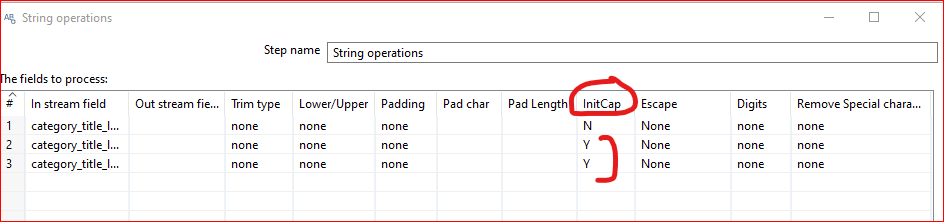 String operations
Step name String operations
The fields to process:
# In stream field Out stream fie... Trim type Lower/Upper Padding Pad char Pad Length InitCap Escape Digits Remove Special chara...
1 category_title_l... none none none N None none none
2 category_title_l... none none none Y None none none
3 category_title_l... none none none Y None none none